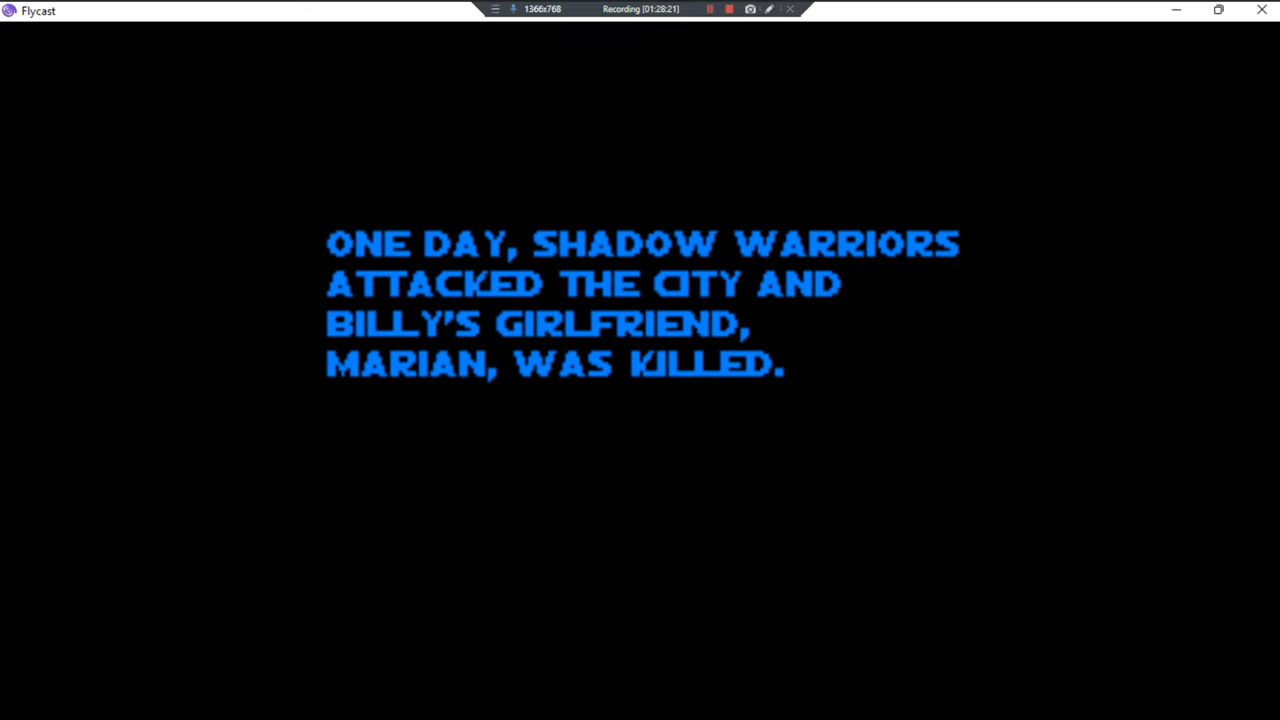 Flycast
1366x768
Recording [01:28:21]
ONE DAY, SHADOW WARRIORS
ATTACKED THE CITY AND
BILLY'S GIRLFRIEND,
MARIAN, WAS KILLED.